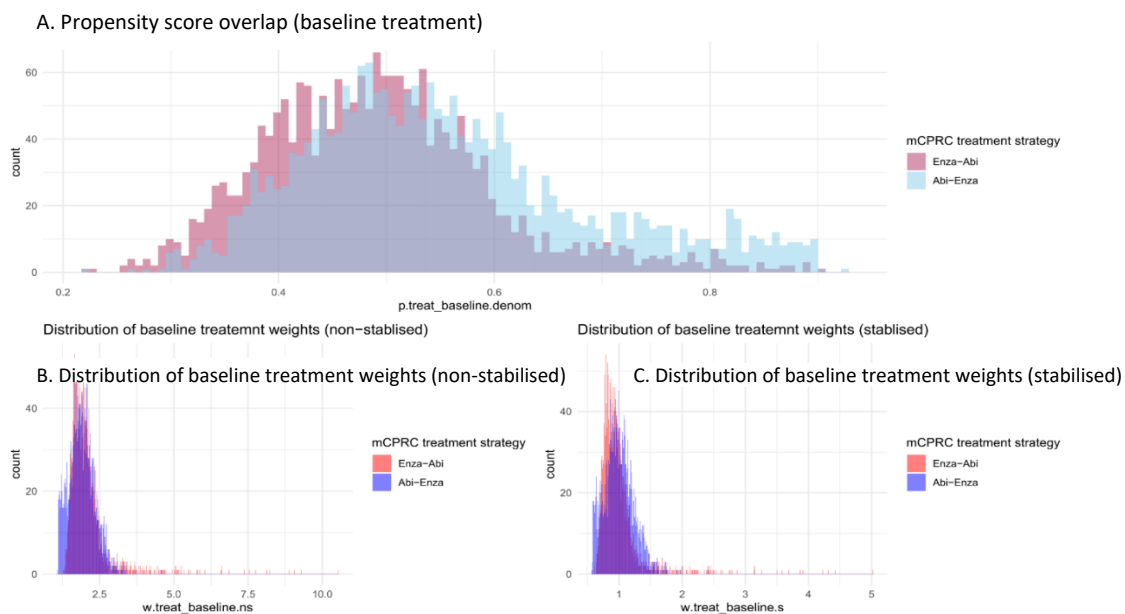 A. Propensity score overlap (baseline treatment)
60
40
20
0
count
0.2
0.4
0.6
0.8
p.treat_baseline.denom
mCPRC treatment strategy
Enza-Abi
Abi-Enza
Distribution of baseline treatemnt weights (non-stablised)
B. Distribution of baseline treatment weights (non-stabilised)
40
20
0
count
2.5
5.0
7.5
10.0
w.treat_baseline.ns
mCPRC treatment strategy
Enza-Abi
Abi-Enza
Distribution of baseline treatemnt weights (stablised)
C. Distribution of baseline treatment weights (stabilised)
40
20
0
count
1
2
3
4
5
w.treat_baseline.s
mCPRC treatment strategy
Enza-Abi
Abi-Enza